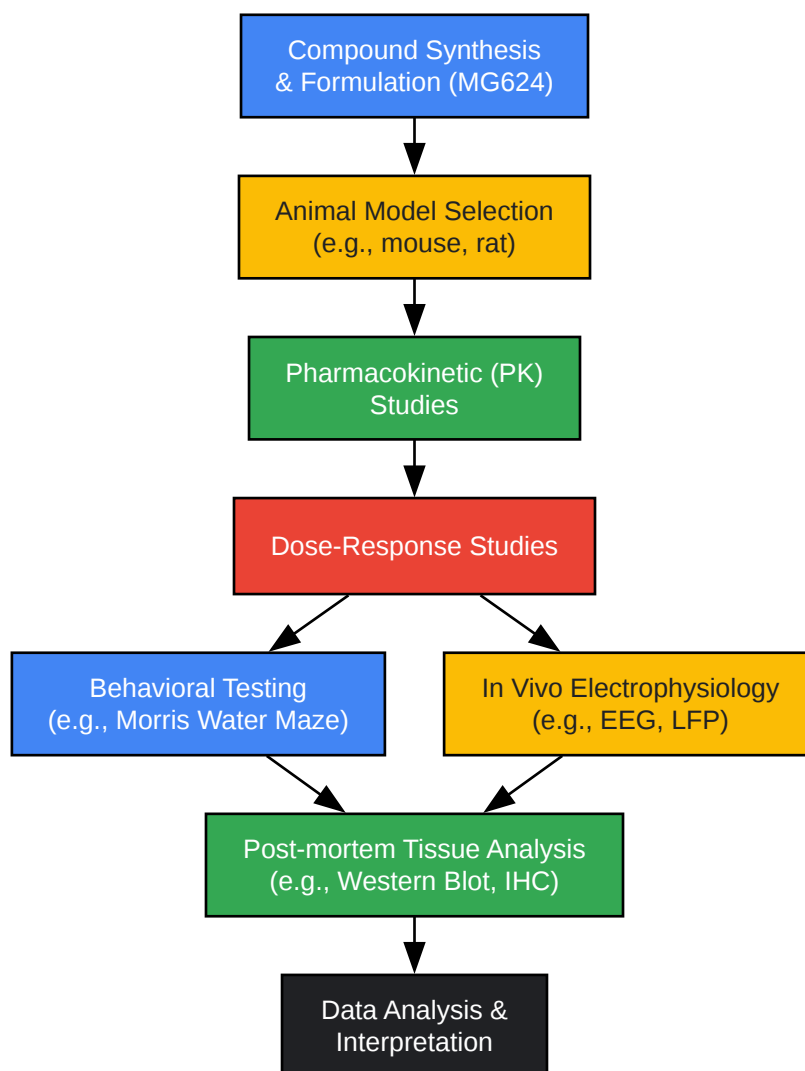 Compound Synthesis
& Formulation (MG624)
Animal Model Selection
(e.g., mouse, rat)
Pharmacokinetic (PK)
Studies
Dose-Response Studies
Behavioral Testing
(e.g., Morris Water Maze)
In Vivo Electrophysiology
(e.g., EEG, LFP)
Post-mortem Tissue Analysis
(e.g., Western Blot, IHC)
Data Analysis &
Interpretation